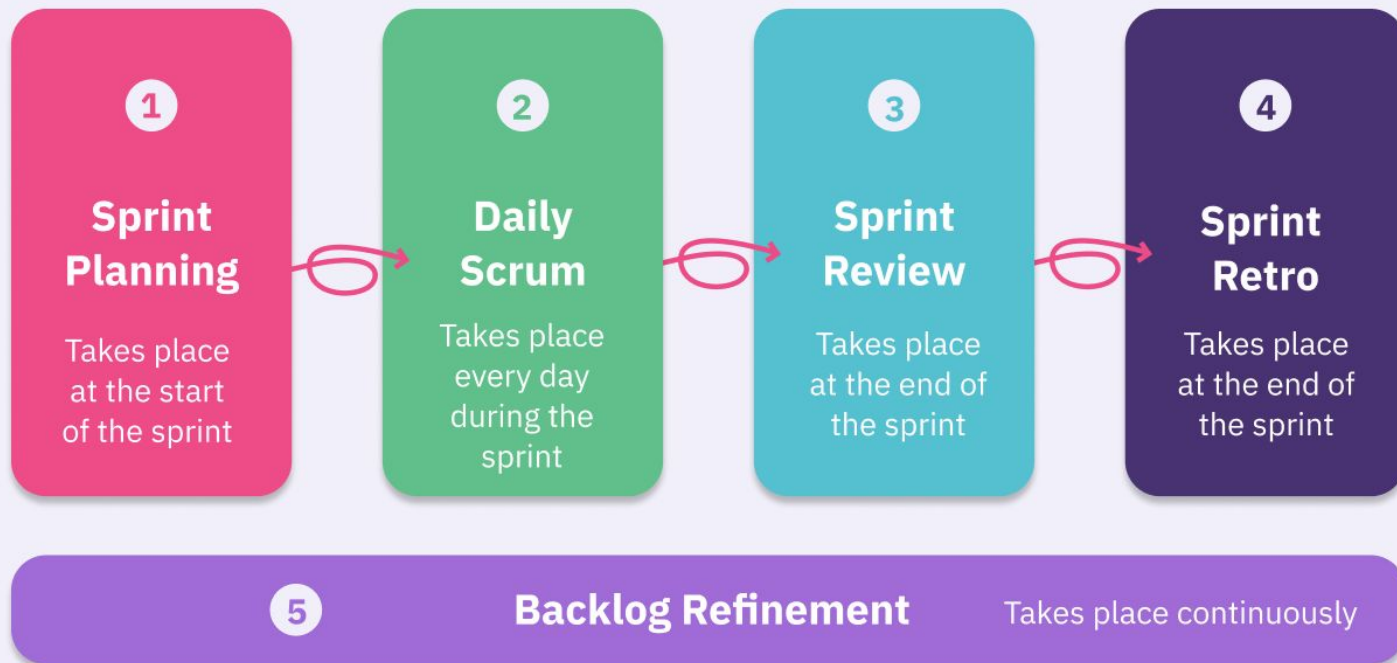 1
Sprint
Planning
Takes place
at the start
of the sprint
2
Daily
Scrum
Takes place
every day
during the
sprint
3
Sprint
Review
Takes place
at the end of
the sprint
4
Sprint
Retro
Takes place
at the end of
the sprint
5
Backlog Refinement
Takes place continuously